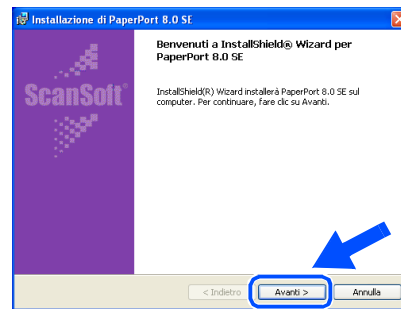 Installazione di PaperPort 8.0 SE
Benvenuti a InstallShield® Wizard per
PaperPort 8.0 SE
ScanSoft®
InstallShield(R) Wizard installerà PaperPort 8.0 SE sul
computer. Per continuare, fare clic su Avanti.
< Indietro
Avanti >
Annulla